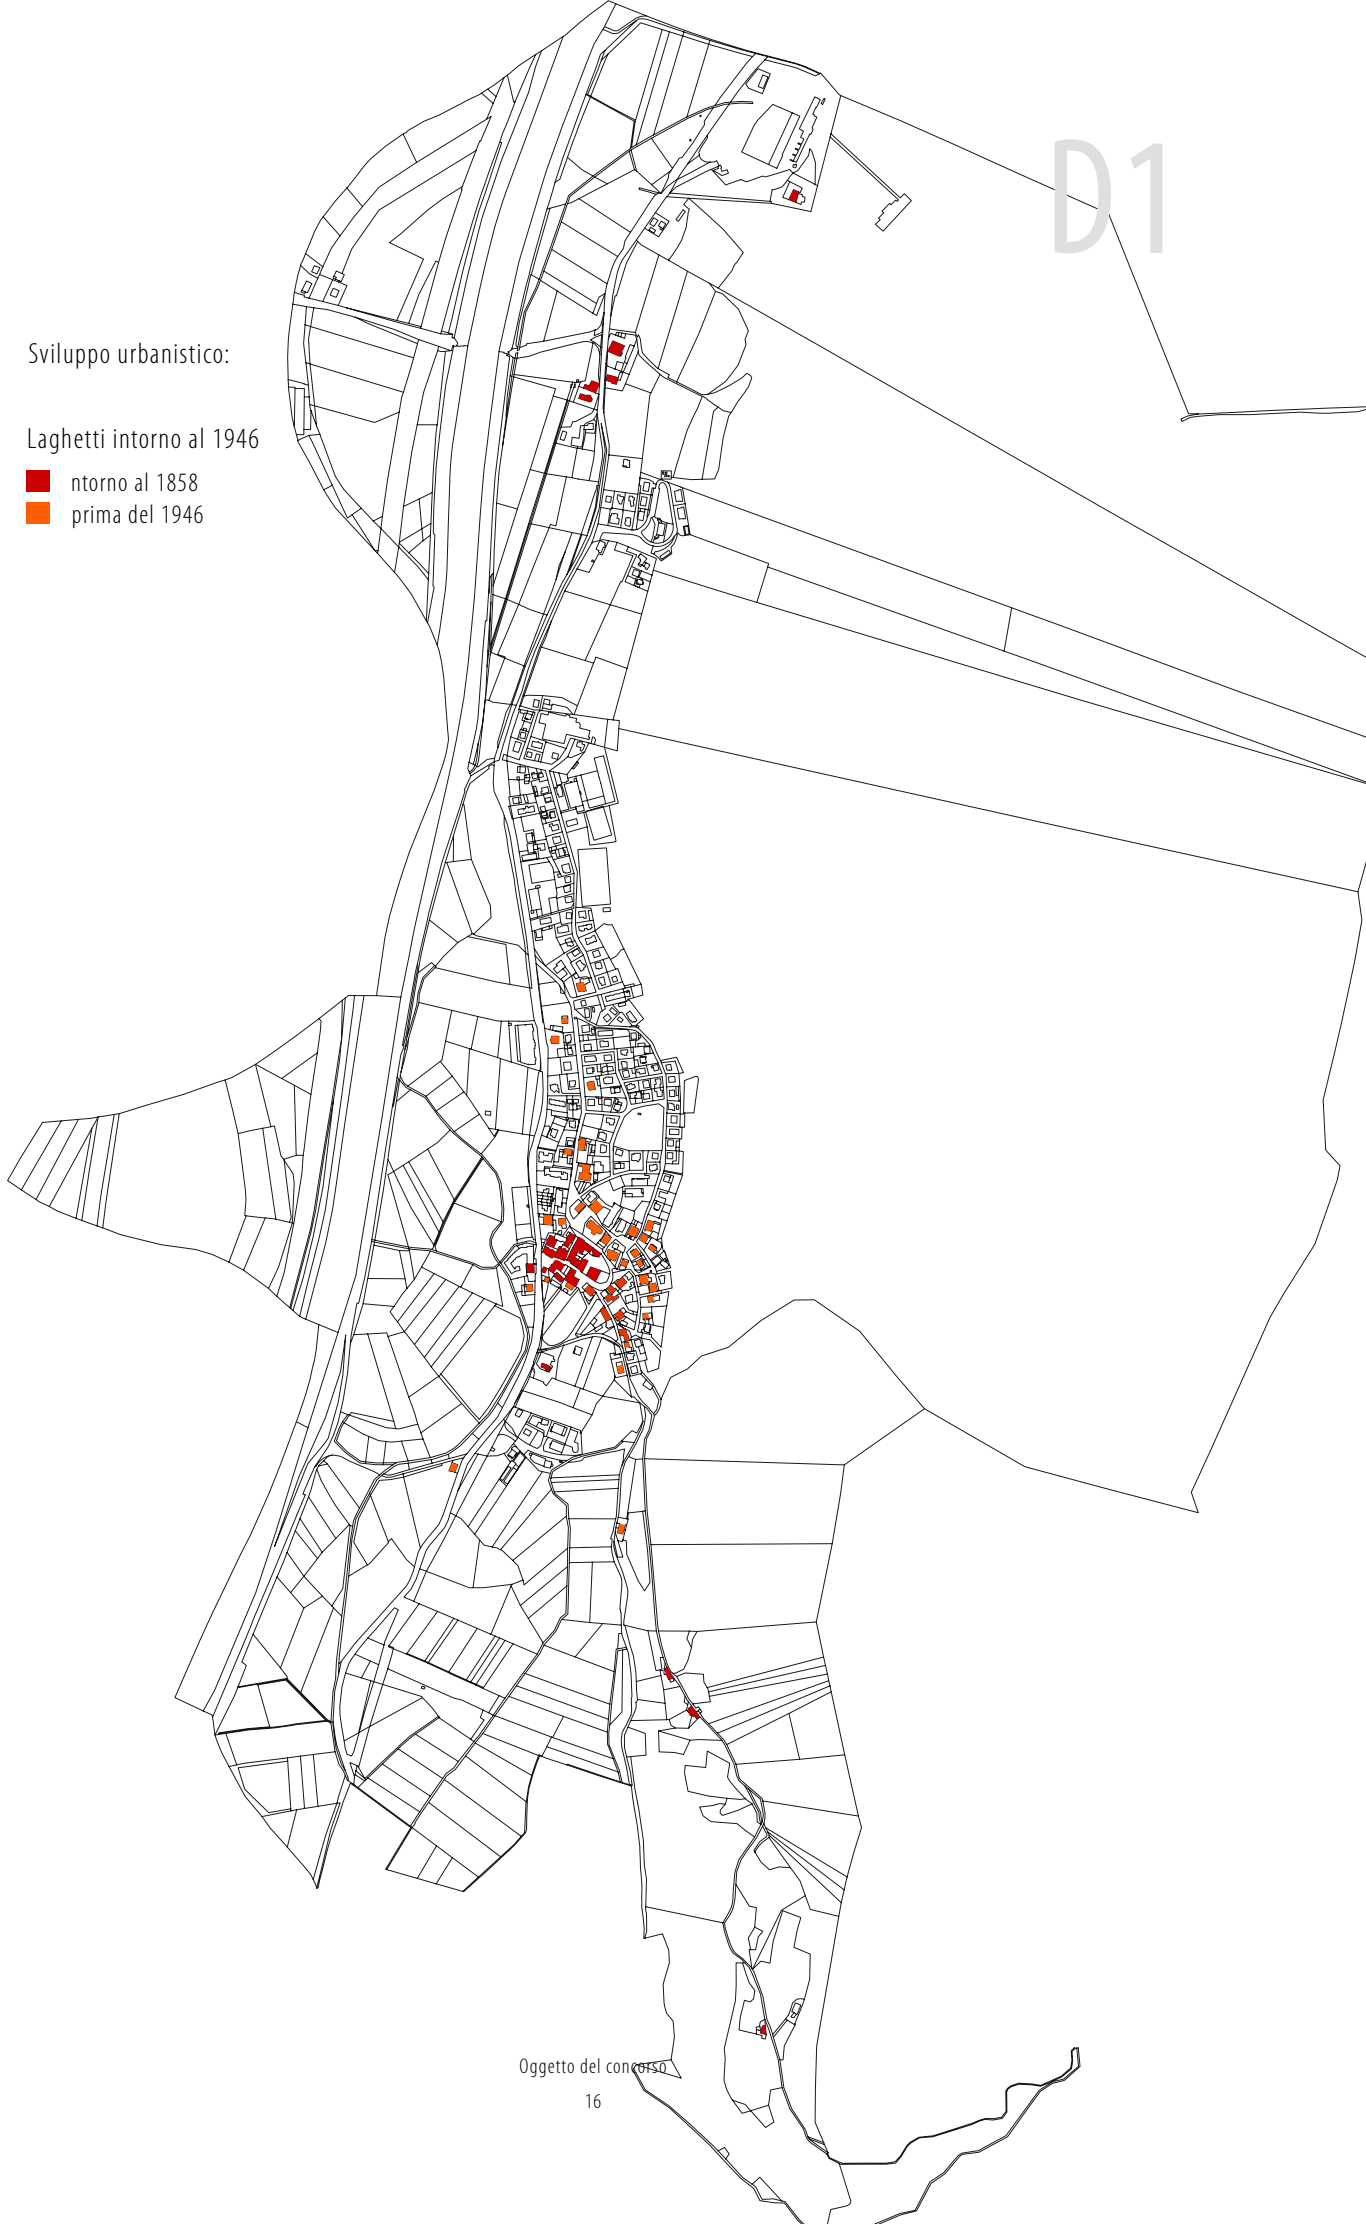 D1
Sviluppo urbanistico:
Laghetti intorno al 1946
ntorno al 1858
prima del 1946
Oggetto del concorso
16